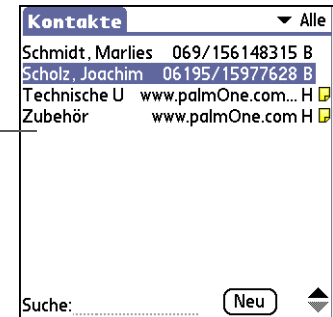 Kontakte Alle
Schmidt, Marlies 069/156148315 B
Scholz, Joachim 06195/15977628 B
Technische U www.palmOne.com... H
Zubehör www.palmOne.com H
Suche: Neu